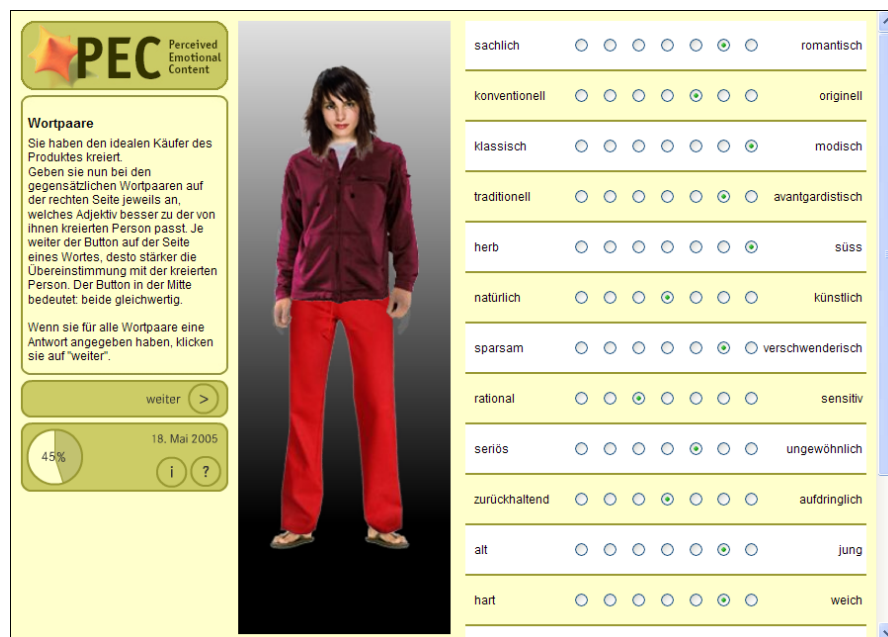 PEC Perceived
Emotional
Content
Wortpaare
Sie haben den idealen Käufer des
Produktes kreiert.
Geben sie nun bei den
gegensätzlichen Wortpaaren auf
der rechten Seite jeweils an,
welches Adjektiv besser zu der von
ihnen kreierten Person passt. Je
weiter der Button auf der Seite
eines Wortes, desto stärker die
Übereinstimmung mit der kreierten
Person. Der Button in der Mitte
bedeutet: beide gleichwertig.
Wenn sie für alle Wortpaare eine
Antwort angegeben haben, klicken
sie auf "weiter".
weiter >
18. Mai 2005
45%
i ?
sachlich romantisch
konventionell originell
klassisch modisch
traditionell avantgardistisch
herb süss
natürlich künstlich
sparsam verschwenderisch
rational sensitiv
seriös ungewöhnlich
zurückhaltend aufdringlich
alt jung
hart weich